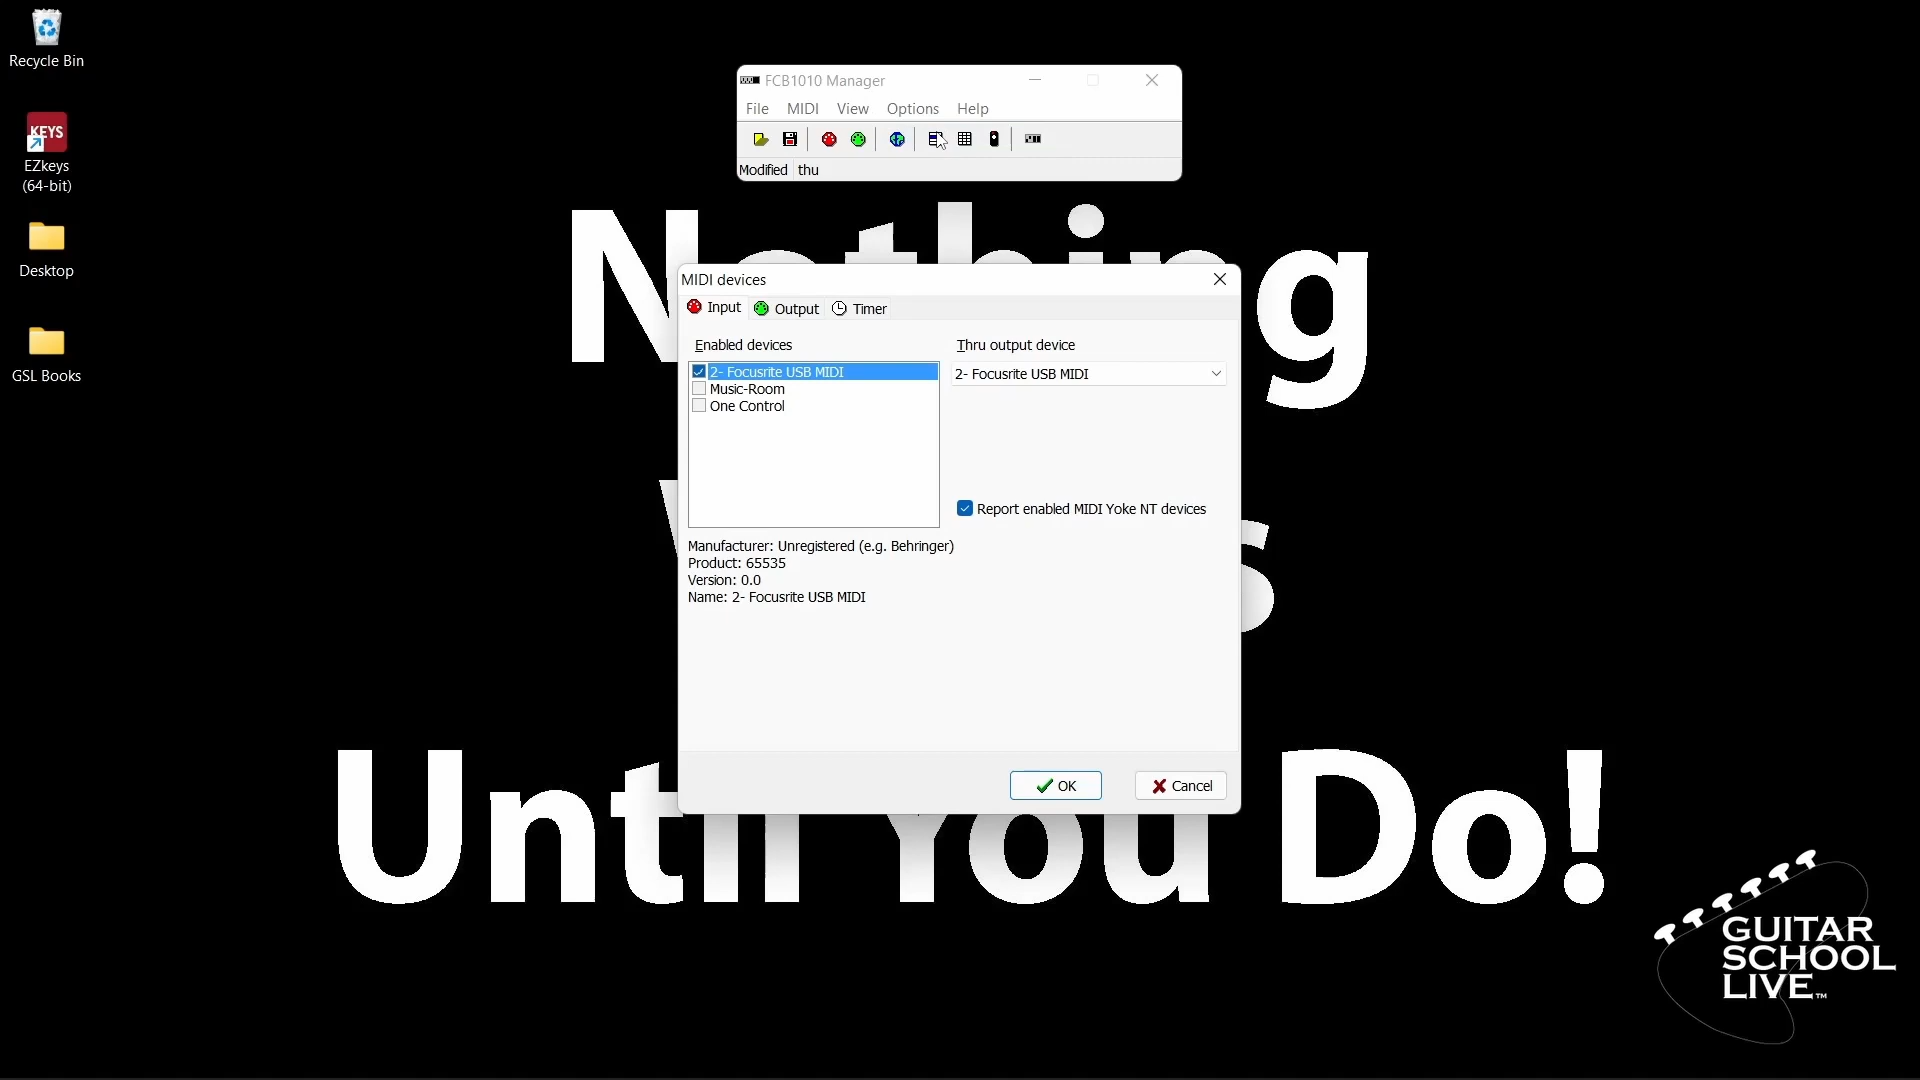 Recycle Bin
KEYS
EZkeys
(64-bit)
Desktop
GSL Books
FCB1010 Manager
File MIDI View Options Help
Modified thu
Nothing
MIDI devices
Input Output Timer
Enabled devices
Thru output device
2- Focusrite USB MIDI
2- Focusrite USB MIDI
Music-Room
One Control
Report enabled MIDI Yoke NT devices
Manufacturer: Unregistered (e.g. Behringer)
Product: 65535
Version: 0.0
Name: 2- Focusrite USB MIDI
OK Cancel
Until You Do!
GUITAR
SCHOOL
LIVE™